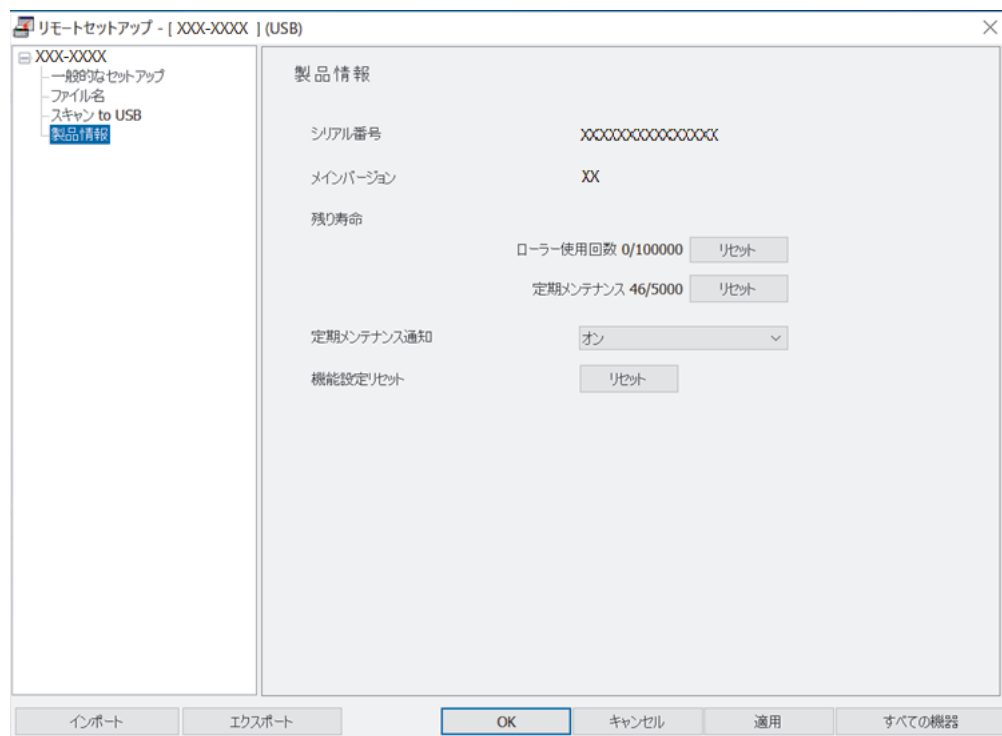 リモートセットアップ - [ XXX-XXXX ] (USB)
XXX-XXXX
一般的なセットアップ
ファイル名
スキャン to USB
製品情報
製品情報
シリアル番号 XXXXXXXXXXXXXXX
メインバージョン XX
残り寿命
ローラー使用回数 0/100000 リセット
定期メンテナンス 46/5000 リセット
定期メンテナンス通知 オン
機能設定リセット リセット
インポート エクスポート OK キャンセル 適用 すべての機器